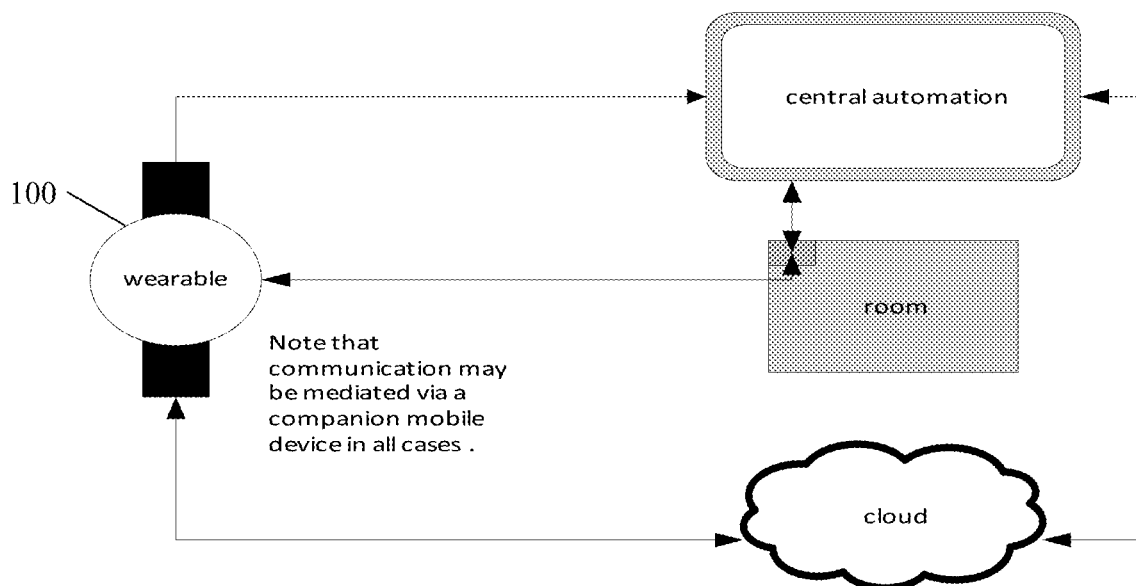 central automation
100
wearable
room
Note that
communication may
be mediated via a
companion mobile
device in all cases .
cloud